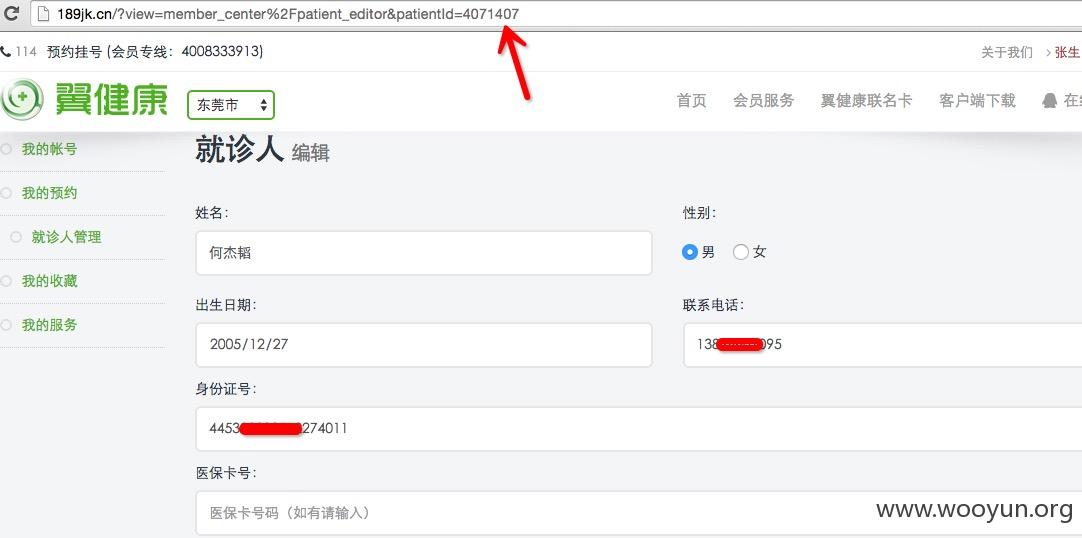 189jk.cn/?view=member_center%2Fpatient_editor&patientId=4071407
114 预约挂号 (会员专线：4008333913)
关于我们 > 张生
翼健康
东莞市
首页 会员服务 翼健康联名卡 客户端下载 在
我的帐号
我的预约
就诊人管理
我的收藏
我的服务
就诊人 编辑
姓名：
性别：
何杰韬
男 女
出生日期：
联系电话：
2005/12/27
138 095
身份证号：
4453 274011
医保卡号：
医保卡号码（如有请输入）
www.wooyun.org